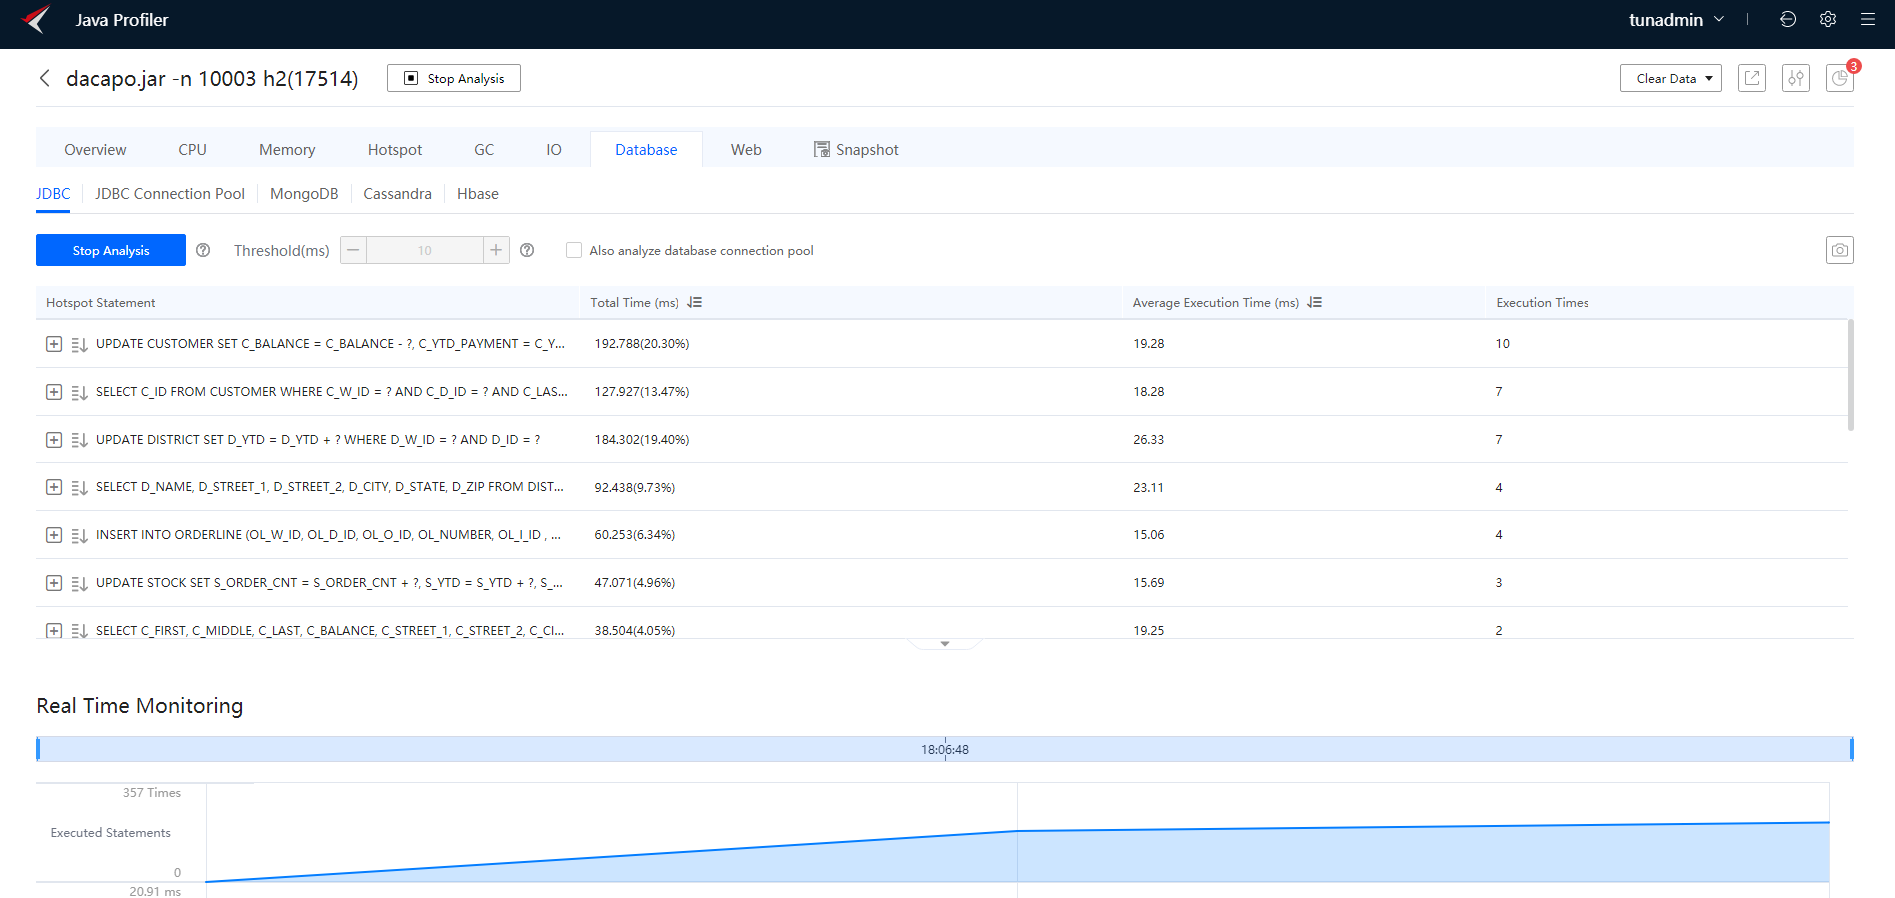 Java Profiler
tunadmin
dacapo.jar -n 10003 h2(17514)
Stop Analysis
Clear Data
3
Overview
CPU
Memory
Hotspot
GC
IO
Database
Web
Snapshot
JDBC
JDBC Connection Pool
MongoDB
Cassandra
Hbase
Stop Analysis
Threshold(ms)
10
Also analyze database connection pool
Hotspot Statement
Total Time (ms)
Average Execution Time (ms)
Execution Times
UPDATE CUSTOMER SET C_BALANCE = C_BALANCE - ?, C_YTD_PAYMENT = C_Y...
192.788(20.30%)
19.28
10
SELECT C_ID FROM CUSTOMER WHERE C_W_ID = ? AND C_D_ID = ? AND C_LAS...
127.927(13.47%)
18.28
7
UPDATE DISTRICT SET D_YTD = D_YTD + ? WHERE D_W_ID = ? AND D_ID = ?
184.302(19.40%)
26.33
7
SELECT D_NAME, D_STREET_1, D_STREET_2, D_CITY, D_STATE, D_ZIP FROM DIST...
92.438(9.73%)
23.11
4
INSERT INTO ORDERLINE (OL_W_ID, OL_D_ID, OL_O_ID, OL_NUMBER, OL_I_ID , ...
60.253(6.34%)
15.06
4
UPDATE STOCK SET S_ORDER_CNT = S_ORDER_CNT + ?, S_YTD = S_YTD + ?, S_...
47.071(4.96%)
15.69
3
SELECT C_FIRST, C_MIDDLE, C_LAST, C_BALANCE, C_STREET_1, C_STREET_2, C_CI...
38.504(4.05%)
19.25
2
Real Time Monitoring
18:06:48
357 Times
Executed Statements
0
20.91 ms